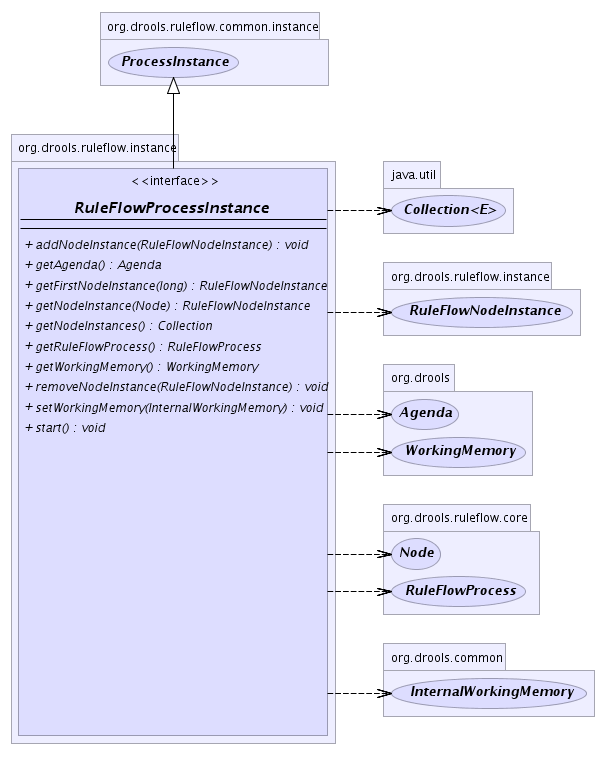 org.drools.ruleflow.common.instance
ProcessInstance
org.drools.ruleflow.instance
<<interface>>
RuleFlowProcessInstance
+ addNodeInstance(RuleFlowNodeInstance) : void
+ getAgenda() : Agenda
+ getFirstNodeInstance(long) : RuleFlowNodeInstance
+ getNodeInstance(Node) : RuleFlowNodeInstance
+ getNodeInstances() : Collection
+ getRuleFlowProcess() : RuleFlowProcess
+ getWorkingMemory() : WorkingMemory
+ removeNodeInstance(RuleFlowNodeInstance) : void
+ setWorkingMemory(InternalWorkingMemory) : void
+ start() : void
java.util
Collection<E>
org.drools.ruleflow.instance
RuleFlowNodeInstance
org.drools
Agenda
WorkingMemory
org.drools.ruleflow.core
Node
RuleFlowProcess
org.drools.common
InternalWorkingMemory